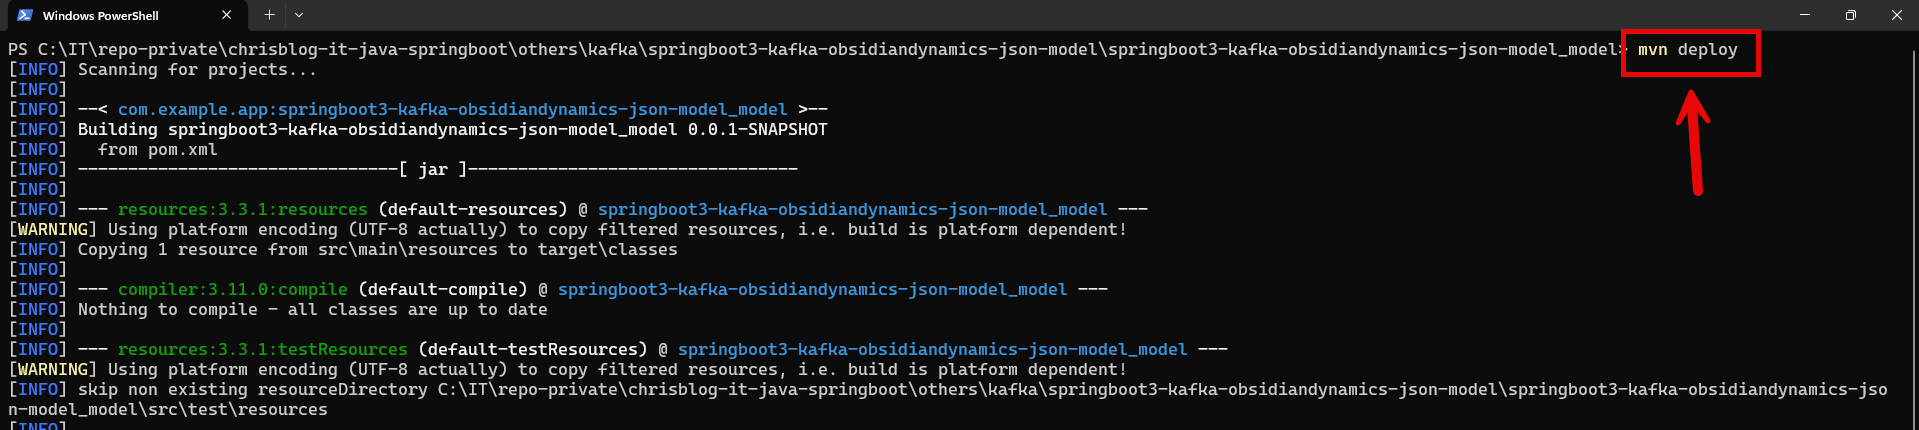 Windows PowerShell
PS C:\IT\repo-private\chrisblog-it-java-springboot\others\kafka\springboot3-kafka-obsidiandynamics-json-model\springboot3-kafka-obsidiandynamics-json-model_model> mvn deploy
[INFO] Scanning for projects...
[INFO]
[INFO] --< com.example.app:springboot3-kafka-obsidiandynamics-json-model_model >--
[INFO] Building springboot3-kafka-obsidiandynamics-json-model_model 0.0.1-SNAPSHOT
[INFO]   from pom.xml
[INFO] --------------------------------[ jar ]---------------------------------
[INFO]
[INFO] --- resources:3.3.1:resources (default-resources) @ springboot3-kafka-obsidiandynamics-json-model_model ---
[WARNING] Using platform encoding (UTF-8 actually) to copy filtered resources, i.e. build is platform dependent!
[INFO] Copying 1 resource from src\main\resources to target\classes
[INFO]
[INFO] --- compiler:3.11.0:compile (default-compile) @ springboot3-kafka-obsidiandynamics-json-model_model ---
[INFO] Nothing to compile - all classes are up to date
[INFO]
[INFO] --- resources:3.3.1:testResources (default-testResources) @ springboot3-kafka-obsidiandynamics-json-model_model ---
[WARNING] Using platform encoding (UTF-8 actually) to copy filtered resources, i.e. build is platform dependent!
[INFO] skip non existing resourceDirectory C:\IT\repo-private\chrisblog-it-java-springboot\others\kafka\springboot3-kafka-obsidiandynamics-json-model\springboot3-kafka-obsidiandynamics-jso
n-model_model\src\test\resources
[INFO]